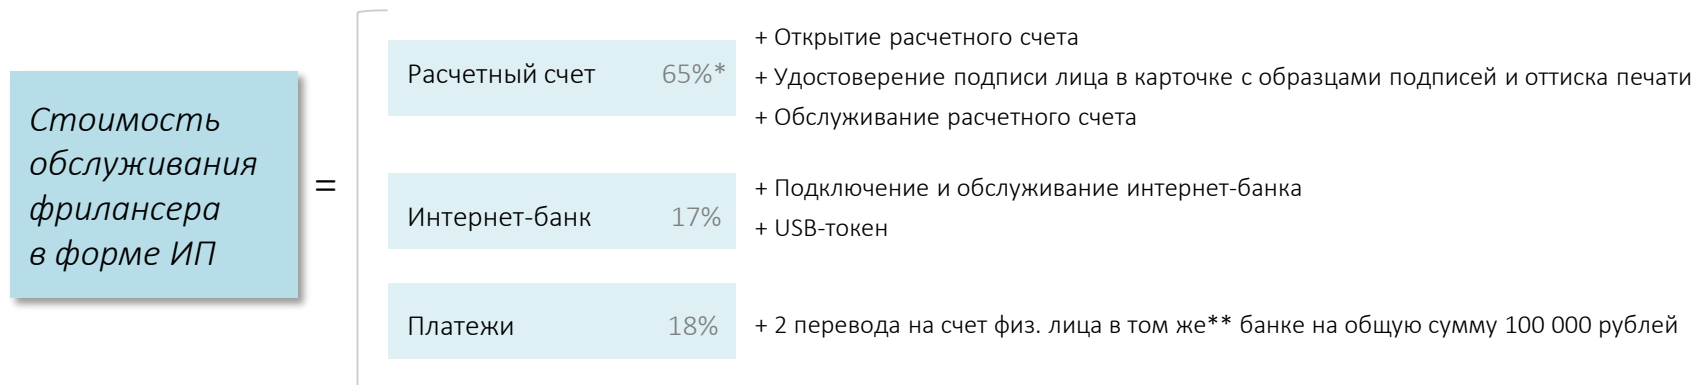 Стоимость
обслуживания
фрилансера
в форме ИП
=
Расчетный счет 65%*
+ Открытие расчетного счета
+ Удостоверение подписи лица в карточке с образцами подписей и оттиска печати
+ Обслуживание расчетного счета
Интернет-банк 17%
+ Подключение и обслуживание интернет-банка
+ USB-токен
Платежи 18%
+ 2 перевода на счет физ. лица в том же** банке на общую сумму 100 000 рублей